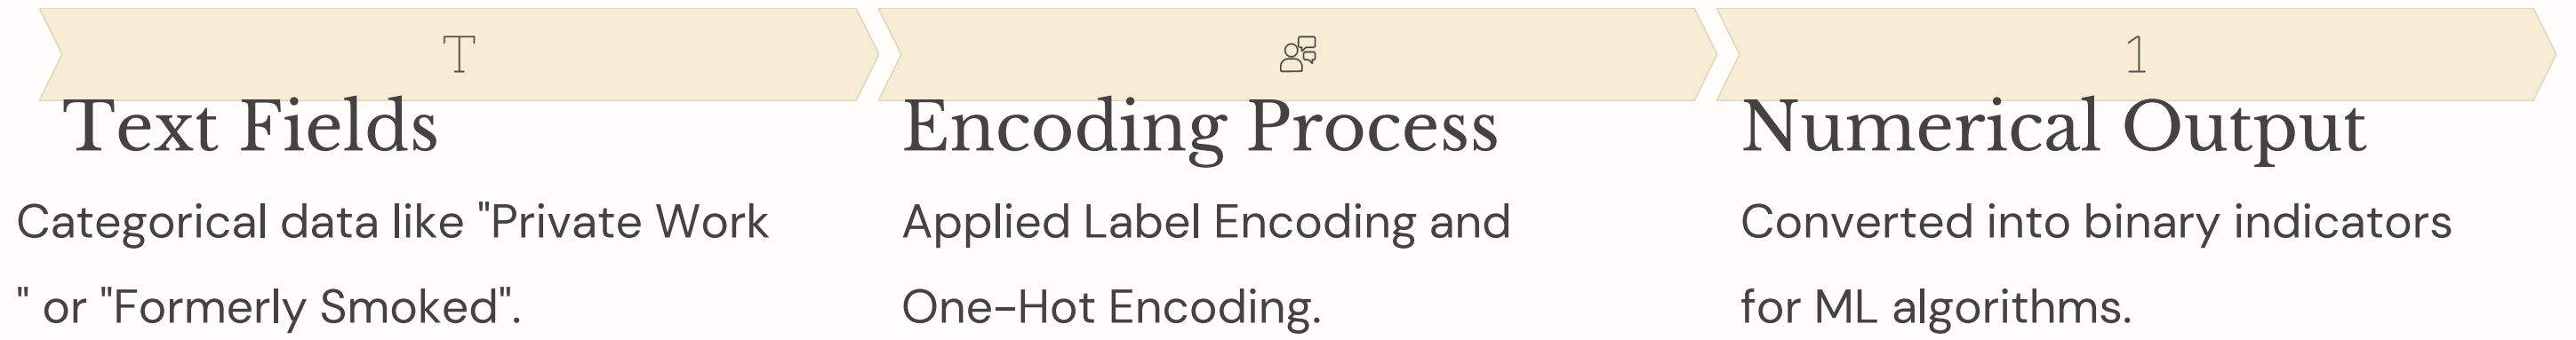 T
Text Fields
Categorical data like "Private Work
" or "Formerly Smoked".
Encoding Process
Applied Label Encoding and
One-Hot Encoding.
1
Numerical Output
Converted into binary indicators
for ML algorithms.